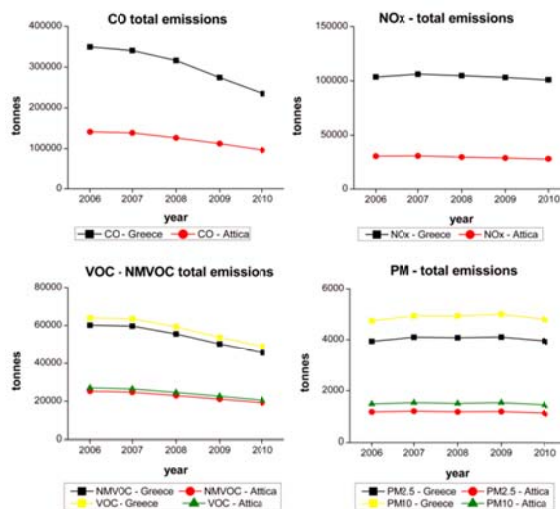 CO total emissions
tonnes
400000
300000
200000
100000
0
2006 2007 2008 2009 2010
year
CO - Greece CO - Attica
NOx - total emissions
tonnes
150000
100000
50000
0
2006 2007 2008 2009 2010
year
NOx - Greece NOx - Attica
VOC - NMVOC total emissions
tonnes
80000
60000
40000
20000
0
2006 2007 2008 2009 2010
year
NMVOC - Greece NMVOC - Attica
VOC - Greece VOC - Attica
PM - total emissions
tonnes
6000
4000
2000
0
2006 2007 2008 2009 2010
year
PM2.5 - Greece PM2.5 - Attica
PM10 - Greece PM10 - Attica